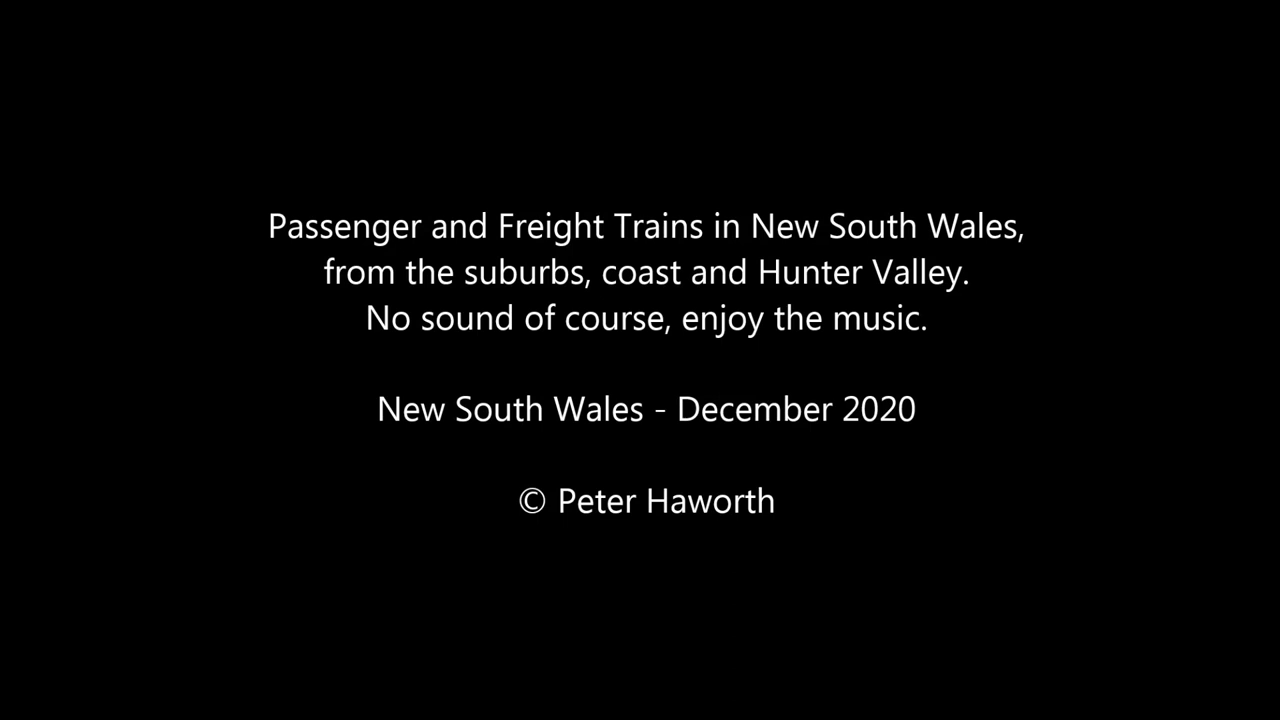 Passenger and Freight Trains in New South Wales,
from the suburbs, coast and Hunter Valley.
No sound of course, enjoy the music.
New South Wales - December 2020
© Peter Haworth